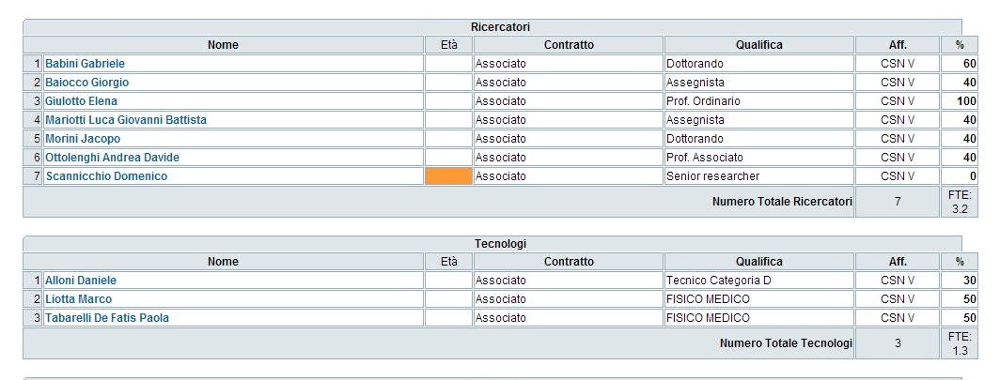 Ricercatori
Nome Età Contratto Qualifica Aff. %
1 Babini Gabriele Associato Dottorando CSN V 60
2 Baiocco Giorgio Associato Assegnista CSN V 40
3 Giulotto Elena Associato Prof. Ordinario CSN V 100
4 Mariotti Luca Giovanni Battista Associato Assegnista CSN V 40
5 Morini Jacopo Associato Dottorando CSN V 40
6 Ottolenghi Andrea Davide Associato Prof. Associato CSN V 40
7 Scannicchio Domenico Associato Senior researcher CSN V 0
Numero Totale Ricercatori 7 FTE:
3.2
Tecnologi
Nome Età Contratto Qualifica Aff. %
1 Alloni Daniele Associato Tecnico Categoria D CSN V 30
2 Liotta Marco Associato FISICO MEDICO CSN V 50
3 Tabarelli De Fatis Paola Associato FISICO MEDICO CSN V 50
Numero Totale Tecnologi 3 FTE:
1.3